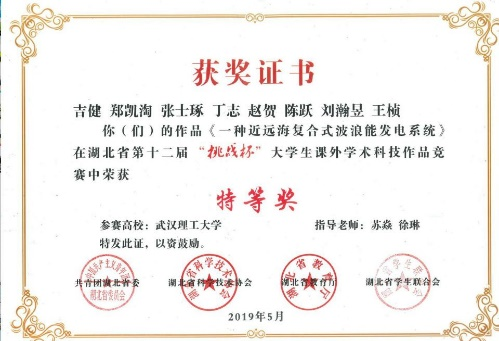 获奖证书
吉健 郑凯淘 张士琢 丁志 赵贺 陈跃 刘瀚昱 王桢
你（们）的作品《一种近远海复合式波浪能发电系统》
在湖北省第十二届“挑战杯”大学生课外学术科技作品竞
赛中荣获
特等奖
参赛高校：武汉理工大学 指导老师：苏焱 徐琳
特发此证，以资鼓励。
共青团湖北省委 湖北省科学技术协会 湖北省教育厅 湖北省学生联合会
2019年5月